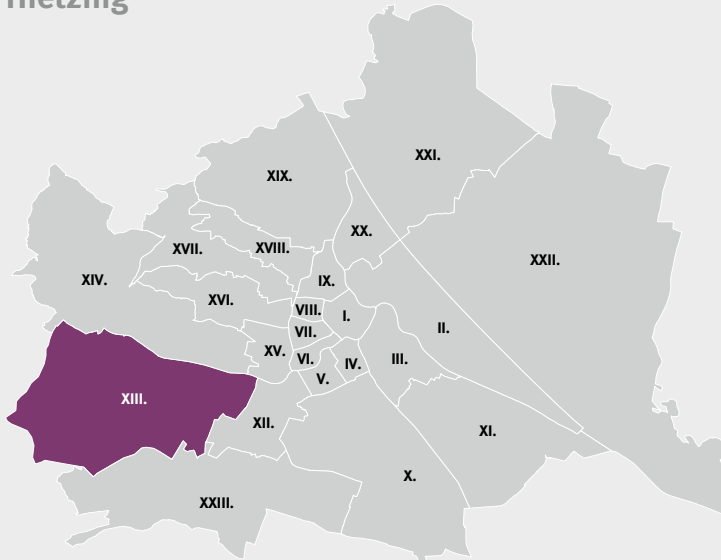 Hietzing
XXI.
XIX.
XX.
XVII.
XVIII.
XXII.
XIV.
IX.
XVI.
VIII.
I.
II.
VII.
XV.
VI.
IV.
III.
V.
XIII.
XII.
XI.
X.
XXIII.